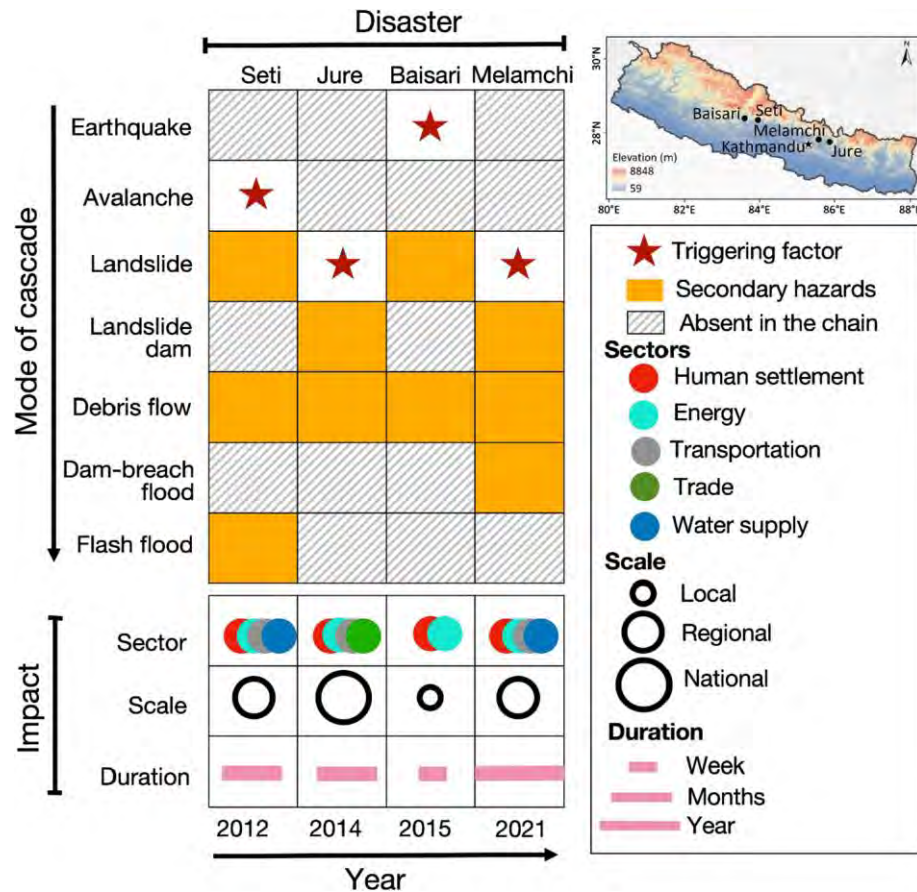 Disaster
Seti Jure Baisari Melamchi
Mode of cascade
Earthquake
Avalanche
Landslide
Landslide
dam
Debris flow
Dam-breach
flood
Flash flood
Impact
Sector
Scale
Duration
2012 2014 2015 2021
Year
30°N
28°N
N
Baisari
Seti
Melamchi
Kathmandu
Jure
Elevation (m)
8848
59
80°E 82°E 84°E 86°E 88°E
Triggering factor
Secondary hazards
Absent in the chain
Sectors
Human settlement
Energy
Transportation
Trade
Water supply
Scale
Local
Regional
National
Duration
Week
Months
Year